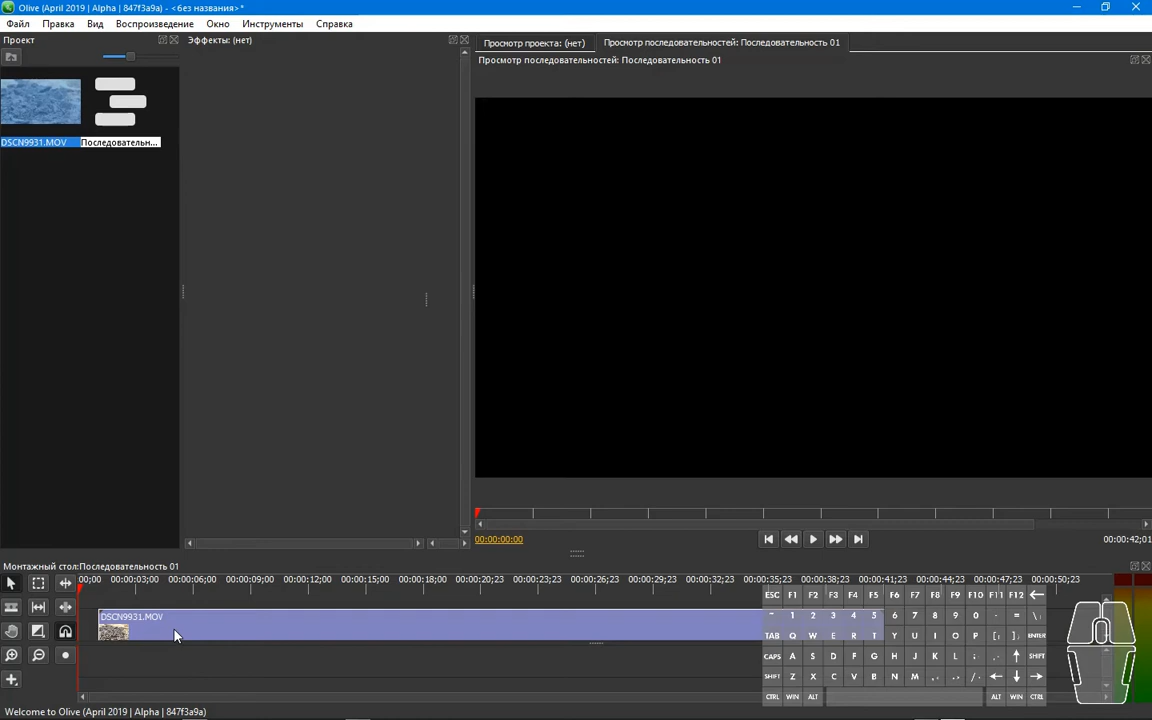 Olive (April 2019 | Alpha | 847f3a9a) - <без названия>*
Файл Правка Вид Воспроизведение Окно Инструменты Справка
Проект
Эффекты: (нет)
Просмотр проекта: (нет)
Просмотр последовательностей: Последовательность 01
Просмотр последовательностей: Последовательность 01
DSCN9931.MOV
Последовательн...
00:00:00;00
00:00:42;01
Монтажный стол:Последовательность 01
00;00 00:00:03;00 00:00:06;00 00:00:09;00 00:00:12;00 00:00:15;00 00:00:18;00 00:00:20;23 00:00:23;23 00:00:26;23 00:00:29;23 00:00:32;23 00:00:35;23 00:00:38;23 00:00:41;23 00:00:44;23 00:00:47;23 00:00:50;23
DSCN9931.MOV
ESC F1 F2 F3 F4 F5 F6 F7 F8 F9 F10 F11 F12
~ 1 2 3 4 5 6 7 8 9 0 - = \
TAB Q W E R T Y U I O P [ ] ENTER
CAPS A S D F G H J K L ; SHIFT
SHIFT Z X C V B N M , . /
CTRL WIN ALT ALT WIN CTRL
Welcome to Olive (April 2019 | Alpha | 847f3a9a)